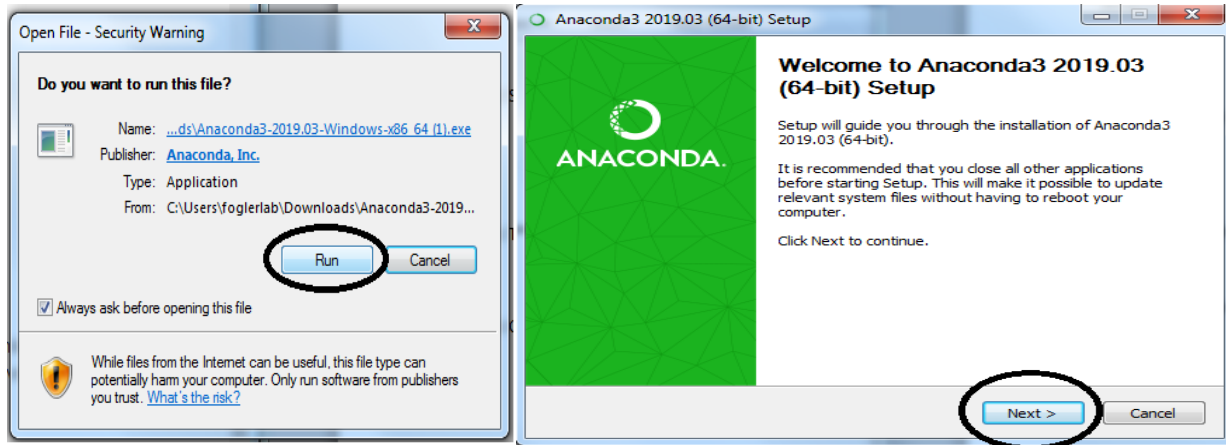 Open File - Security Warning
Do you want to run this file?
Name: ...ds\Anaconda3-2019.03-Windows-x86_64 (1).exe
Publisher: Anaconda, Inc.
Type: Application
From: C:\Users\foglerlab\Downloads\Anaconda3-2019...
Run Cancel
Always ask before opening this file
While files from the Internet can be useful, this file type can
potentially harm your computer. Only run software from publishers
you trust. What's the risk?
Anaconda3 2019.03 (64-bit) Setup
ANACONDA.
Welcome to Anaconda3 2019.03
(64-bit) Setup
Setup will guide you through the installation of Anaconda3
2019.03 (64-bit).
It is recommended that you close all other applications
before starting Setup. This will make it possible to update
relevant system files without having to reboot your
computer.
Click Next to continue.
Next > Cancel